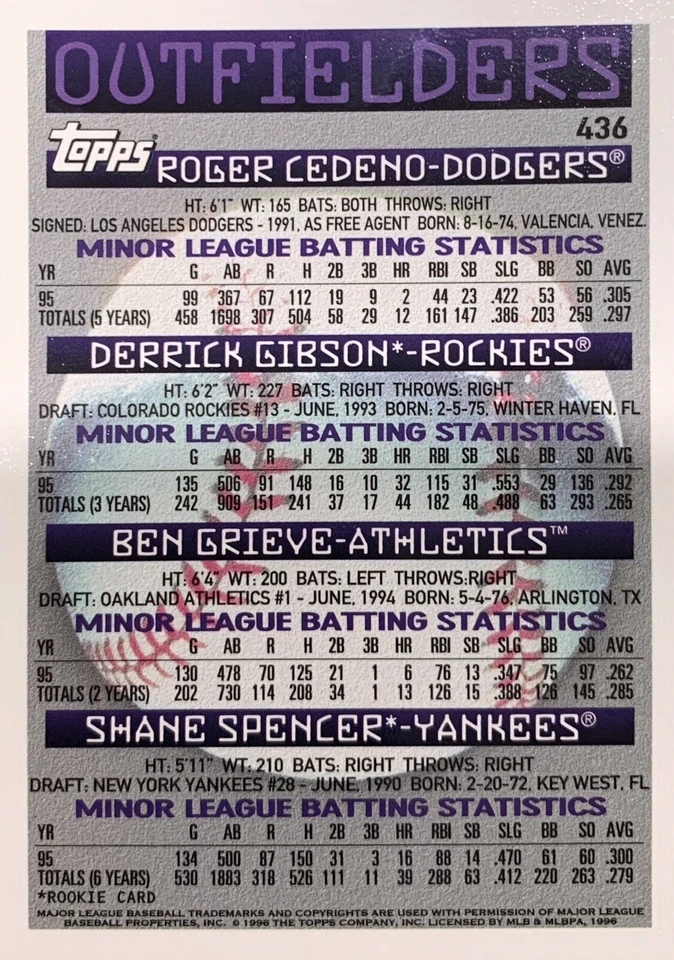 OUTFIELDERS
436
Topps®
ROGER CEDENO-DODGERS®
HT: 6'1" WT: 165 BATS: BOTH THROWS: RIGHT
SIGNED: LOS ANGELES DODGERS - 1991, AS FREE AGENT BORN: 8-16-74, VALENCIA, VENEZ.
MINOR LEAGUE BATTING STATISTICS
YR G AB R H 2B 3B HR RBI SB SLG BB SO AVG
95 99 367 67 112 19 9 2 44 23 .422 53 56 .305
TOTALS (5 YEARS) 458 1698 307 504 58 29 12 161 147 .386 203 259 .297
DERRICK GIBSON*-ROCKIES®
HT: 6'2" WT: 227 BATS: RIGHT THROWS: RIGHT
DRAFT: COLORADO ROCKIES #13 - JUNE, 1993 BORN: 2-5-75, WINTER HAVEN, FL
MINOR LEAGUE BATTING STATISTICS
YR G AB R H 2B 3B HR RBI SB SLG BB SO AVG
95 135 506 91 148 16 10 32 115 31 .553 29 136 .292
TOTALS (3 YEARS) 242 909 151 241 37 17 44 182 48 .488 63 293 .265
BEN GRIEVE-ATHLETICS™
HT: 6'4" WT: 200 BATS: LEFT THROWS:RIGHT
DRAFT: OAKLAND ATHLETICS #1 - JUNE, 1994 BORN: 5-4-76, ARLINGTON, TX
MINOR LEAGUE BATTING STATISTICS
YR G AB R H 2B 3B HR RBI SB SLG BB SO AVG
95 130 478 70 125 21 1 6 76 13 .347 75 97 .262
TOTALS (2 YEARS) 202 730 114 208 34 1 13 126 15 .388 126 145 .285
SHANE SPENCER*-YANKEES®
HT: 5'11" WT: 210 BATS: RIGHT THROWS: RIGHT
DRAFT: NEW YORK YANKEES #28 - JUNE, 1990 BORN: 2-20-72, KEY WEST, FL
MINOR LEAGUE BATTING STATISTICS
YR G AB R H 2B 3B HR RBI SB SLG BB SO AVG
95 134 500 87 150 31 3 16 88 14 .470 61 60 .300
TOTALS (6 YEARS) 530 1883 318 526 111 11 39 288 63 .412 220 263 .279
*ROOKIE CARD
MAJOR LEAGUE BASEBALL TRADEMARKS AND COPYRIGHTS ARE USED WITH PERMISSION OF MAJOR LEAGUE
BASEBALL PROPERTIES, INC. © 1996 THE TOPPS COMPANY, INC. LICENSED BY MLB & MLBPA, 1996